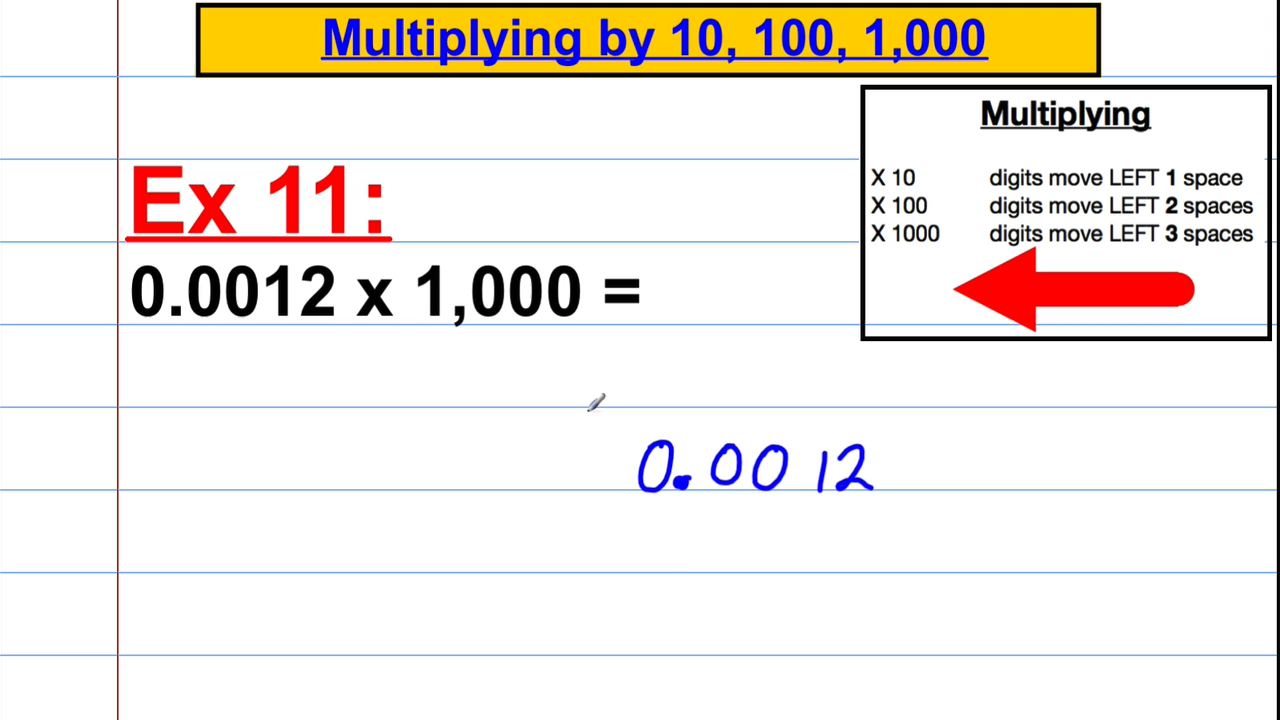 Multiplying by 10, 100, 1,000
Multiplying
X 10 digits move LEFT 1 space
X 100 digits move LEFT 2 spaces
X 1000 digits move LEFT 3 spaces
Ex 11:
0.0012 x 1,000 =
0.0012